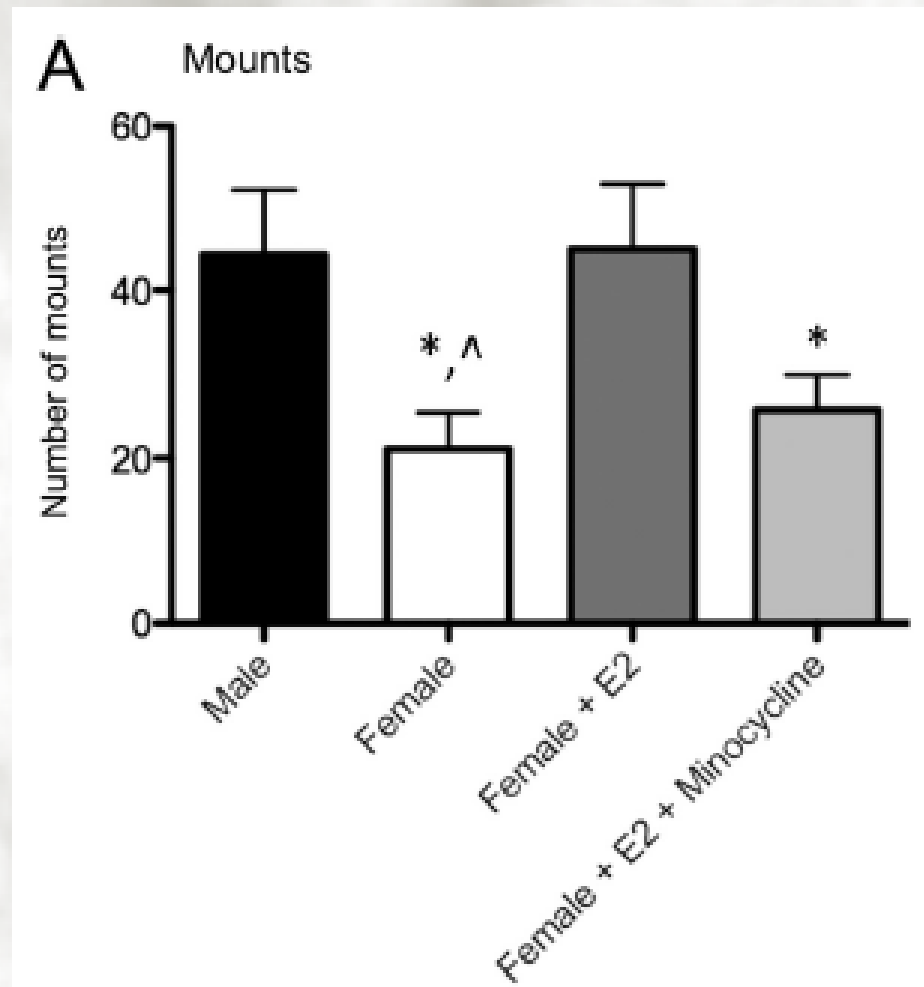 A Mounts
60
40
20
0
Number of mounts
*,^
*
Male
Female
Female + E2
Female + E2 + Minocycline